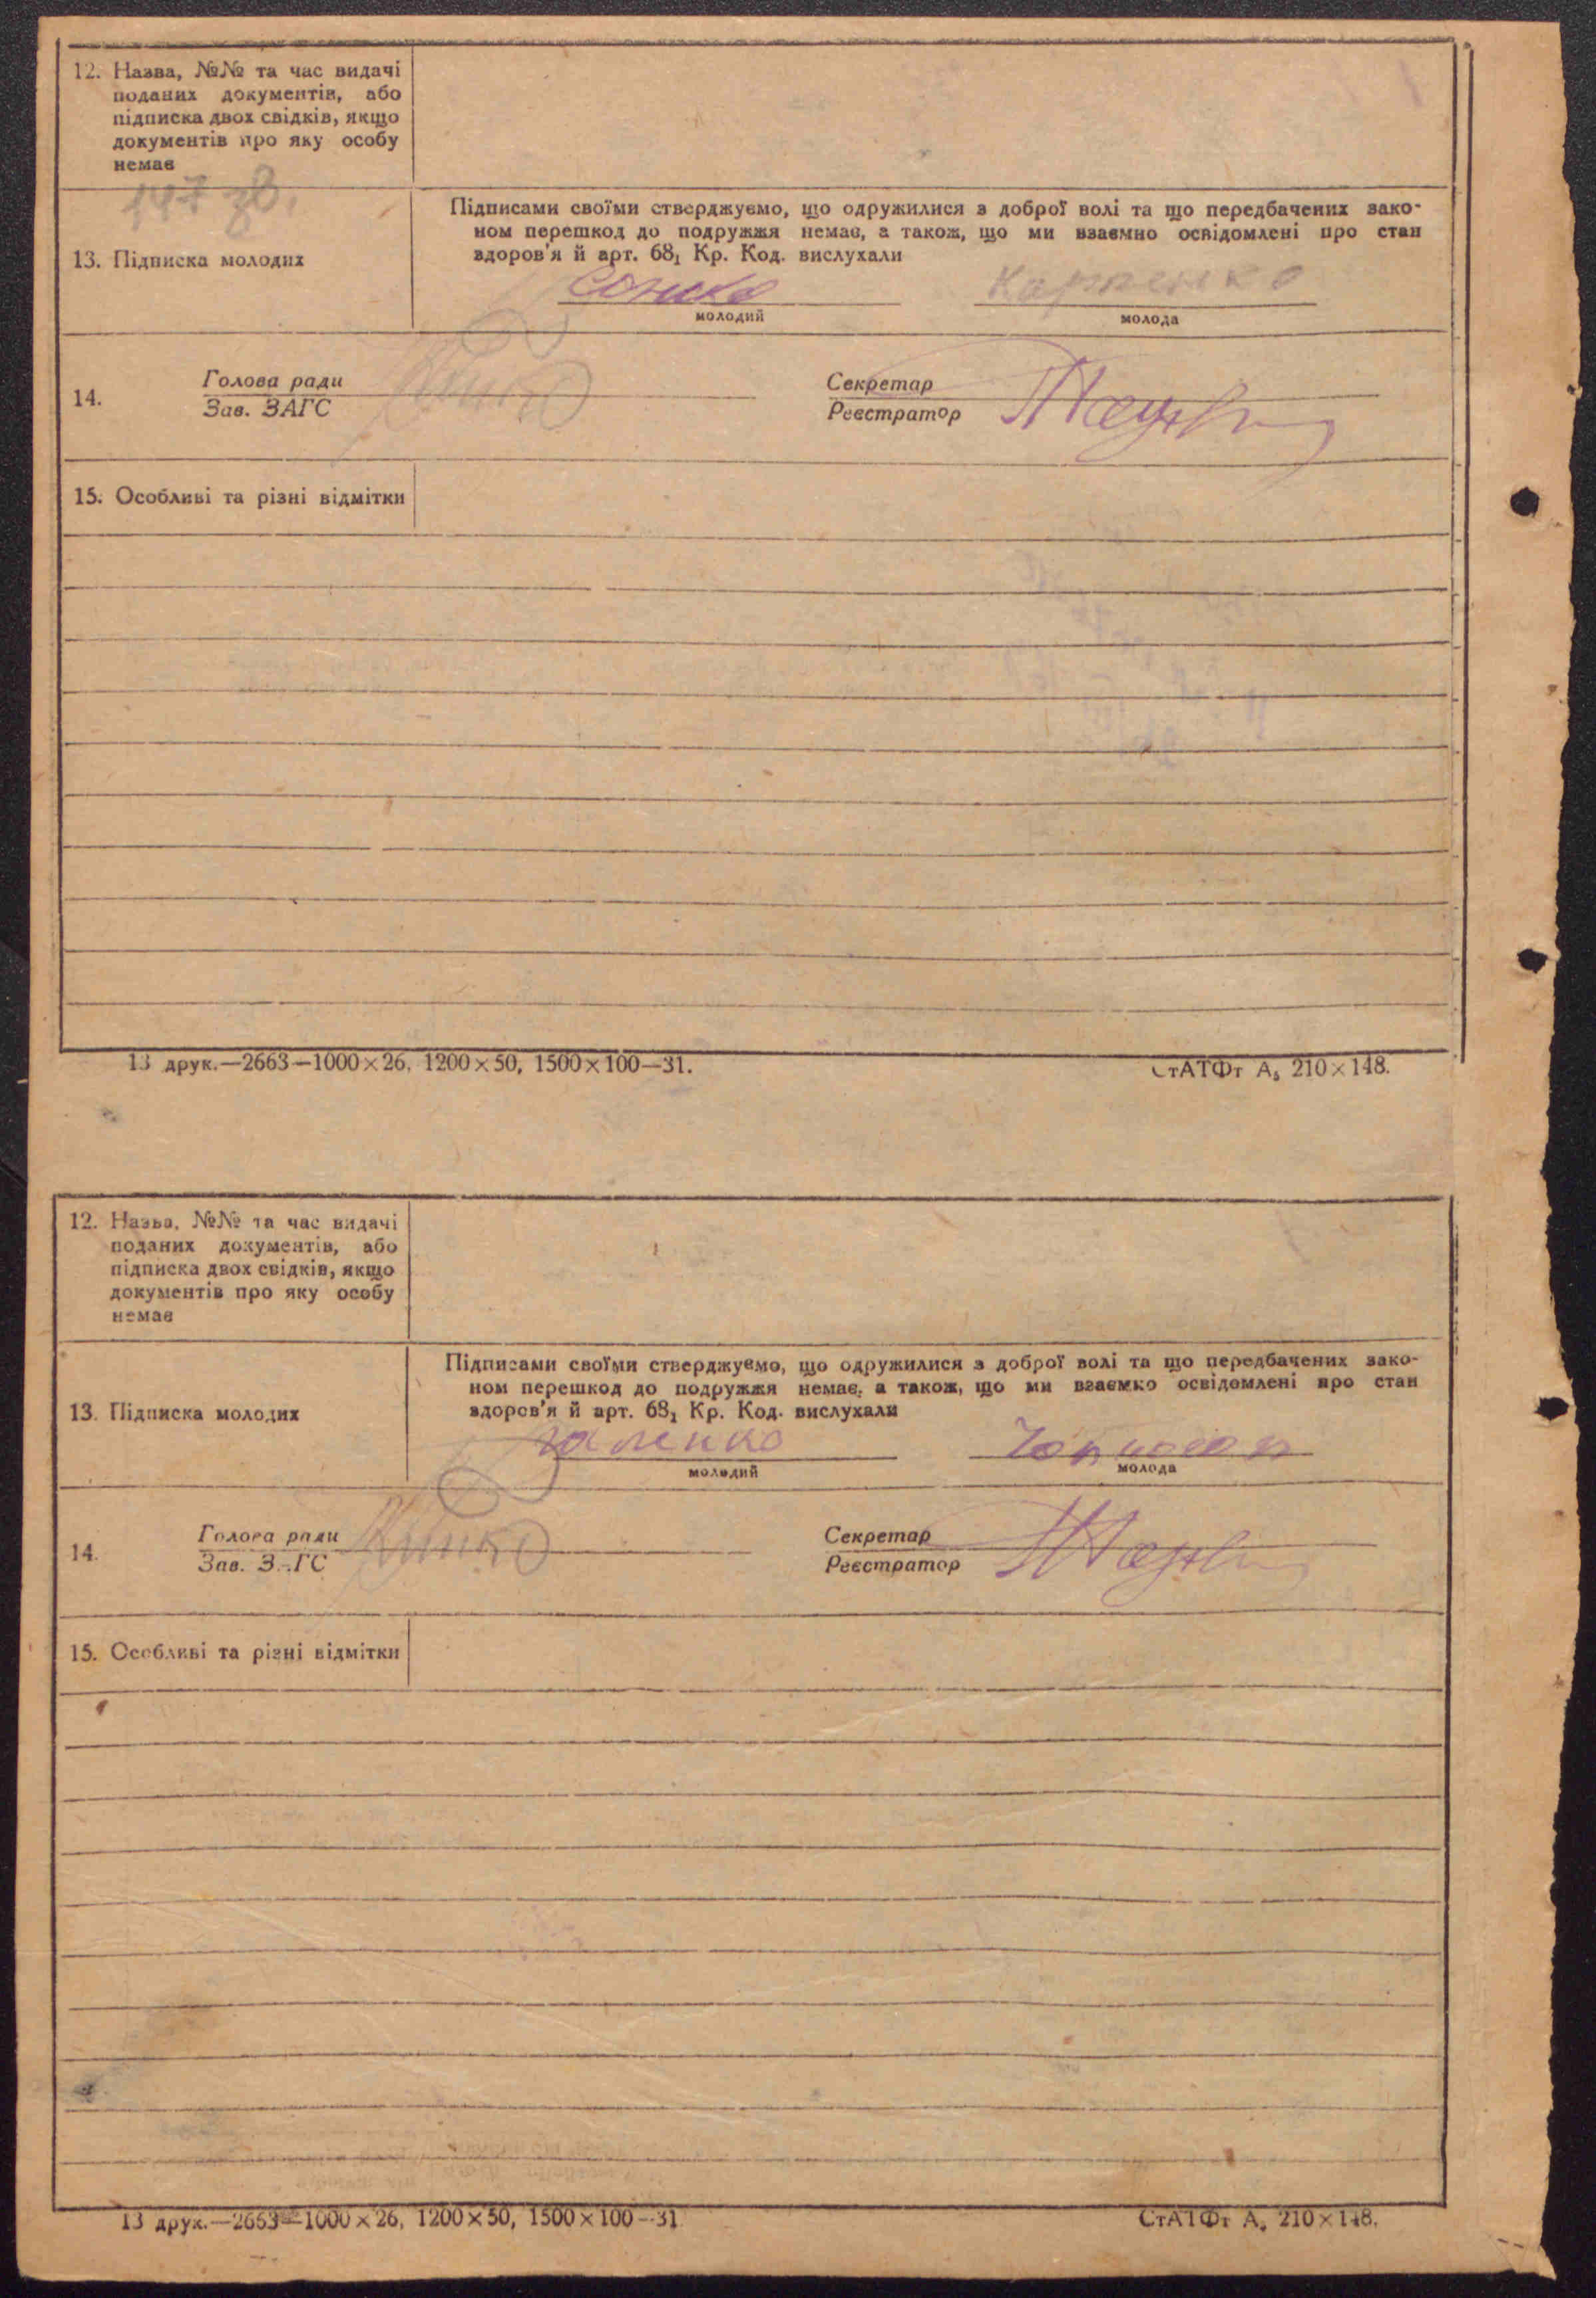 12. Назва, №№ та час видачі
поданих документів, або
підписка двох свідків, якщо
документів про яку особу
немає
147 зв.
13. Підписка молодих
Підписами своїми стверджуємо, що одружилися з доброї волі та що передбачених зако-
ном перешкод до подружжя немає, а також, що ми взаємно освідомлені про стан
здоров'я й арт. 68₁ Кр. Код. вислухали
Карпенко
молодий
молода
14.
Голова ради
Зав. ЗАГС
Секретар
Реєстратор
15. Особливі та різні відмітки
13 друк.—2663—1000×26, 1200×50, 1500×100—31.
СтАТФт А₅ 210×148.
12. Назва, №№ та час видачі
поданих документів, або
підписка двох свідків, якщо
документів про яку особу
немає
13. Підписка молодих
Підписами своїми стверджуємо, що одружилися з доброї волі та що передбачених зако-
ном перешкод до подружжя немає, а також, що ми взаємно освідомлені про стан
здоров'я й арт. 68₁ Кр. Код. вислухали
молодий
молода
14.
Голова ради
Зав. ЗАГС
Секретар
Реєстратор
15. Особливі та різні відмітки
13 друк.—2663—1000×26, 1200×50, 1500×100—31
СтАТФт А₅ 210×148.